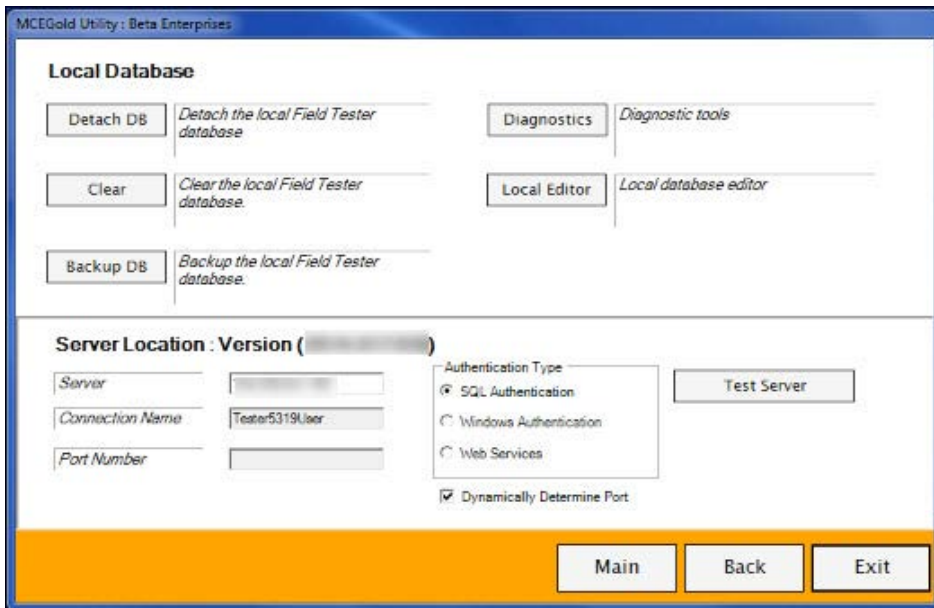 MCEGold Utility : Beta Enterprises
Local Database
Detach DB
Detach the local Field Tester
database
Diagnostics
Diagnostic tools
Clear
Clear the local Field Tester
database.
Local Editor
Local database editor
Backup DB
Backup the local Field Tester
database.
Server Location : Version ( )
Server
Connection Name
Tester5319User
Port Number
Authentication Type
SQL Authentication
Windows Authentication
Web Services
Dynamically Determine Port
Test Server
Main
Back
Exit